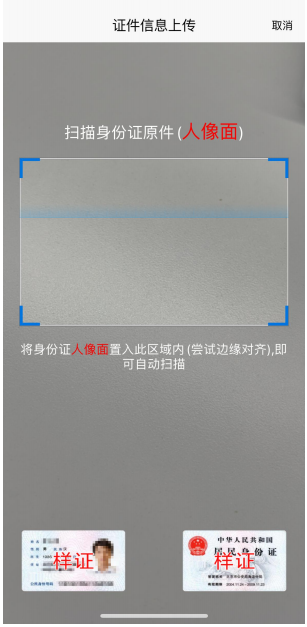 证件信息上传
取消
扫描身份证原件(人像面)
将身份证人像面置入此区域内(尝试边缘对齐),即
可自动扫描
样证
中华人民共和国
居民身份证
样证